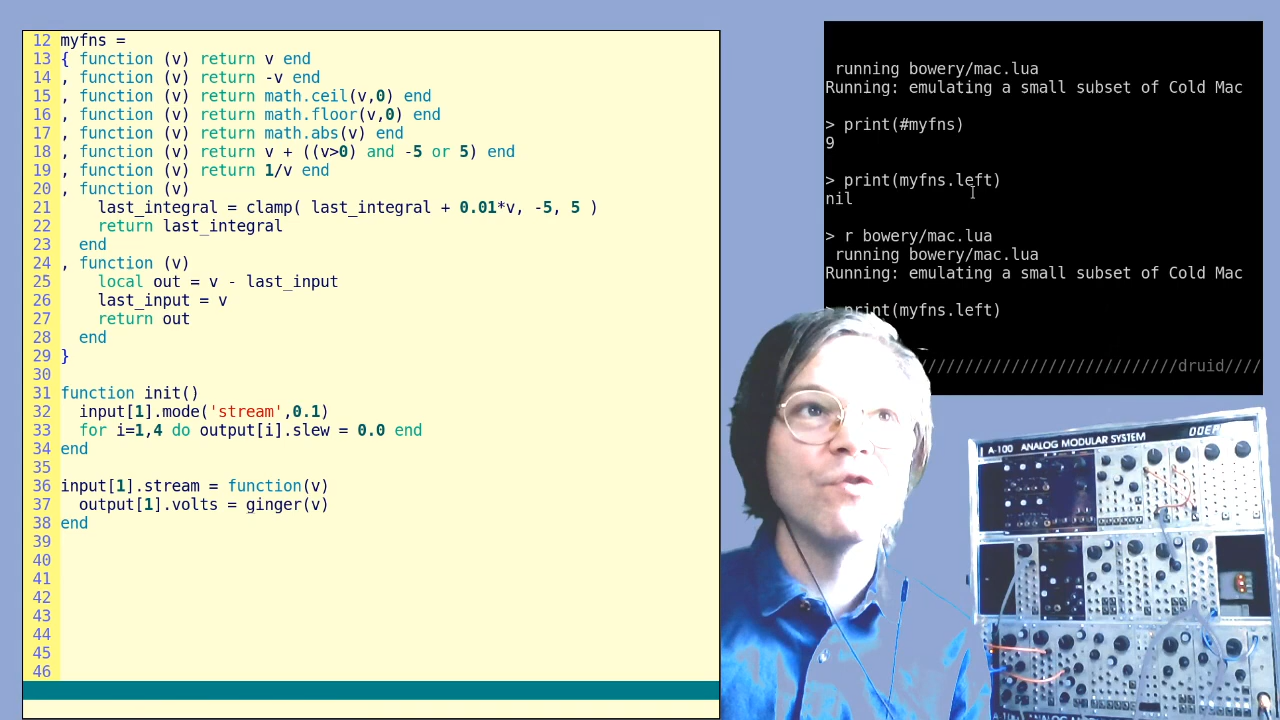 12 myfns =
13 { function (v) return v end
14 , function (v) return -v end
15 , function (v) return math.ceil(v,0) end
16 , function (v) return math.floor(v,0) end
17 , function (v) return math.abs(v) end
18 , function (v) return v + ((v>0) and -5 or 5) end
19 , function (v) return 1/v end
20 , function (v)
21     last_integral = clamp( last_integral + 0.01*v, -5, 5 )
22     return last_integral
23   end
24 , function (v)
25     local out = v - last_input
26     last_input = v
27     return out
28   end
29 }
30
31 function init()
32   input[1].mode('stream',0.1)
33   for i=1,4 do output[i].slew = 0.0 end
34 end
35
36 input[1].stream = function(v)
37   output[1].volts = ginger(v)
38 end
39
40
41
42
43
44
45
46
running bowery/mac.lua
Running: emulating a small subset of Cold Mac
> print(#myfns)
9
> print(myfns.left)
nil
> r bowery/mac.lua
running bowery/mac.lua
Running: emulating a small subset of Cold Mac
> print(myfns.left)
///////////////////////////druid////
A-100 ANALOG MODULAR SYSTEM